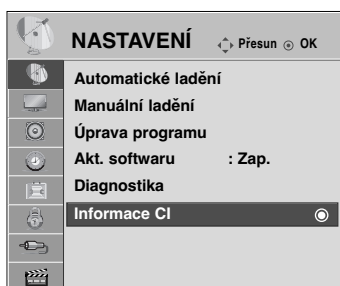 NASTAVENÍ Přesun OK
Automatické ladění
Manuální ladění
Úprava programu
Akt. softwaru : Zap.
Diagnostika
Informace CI